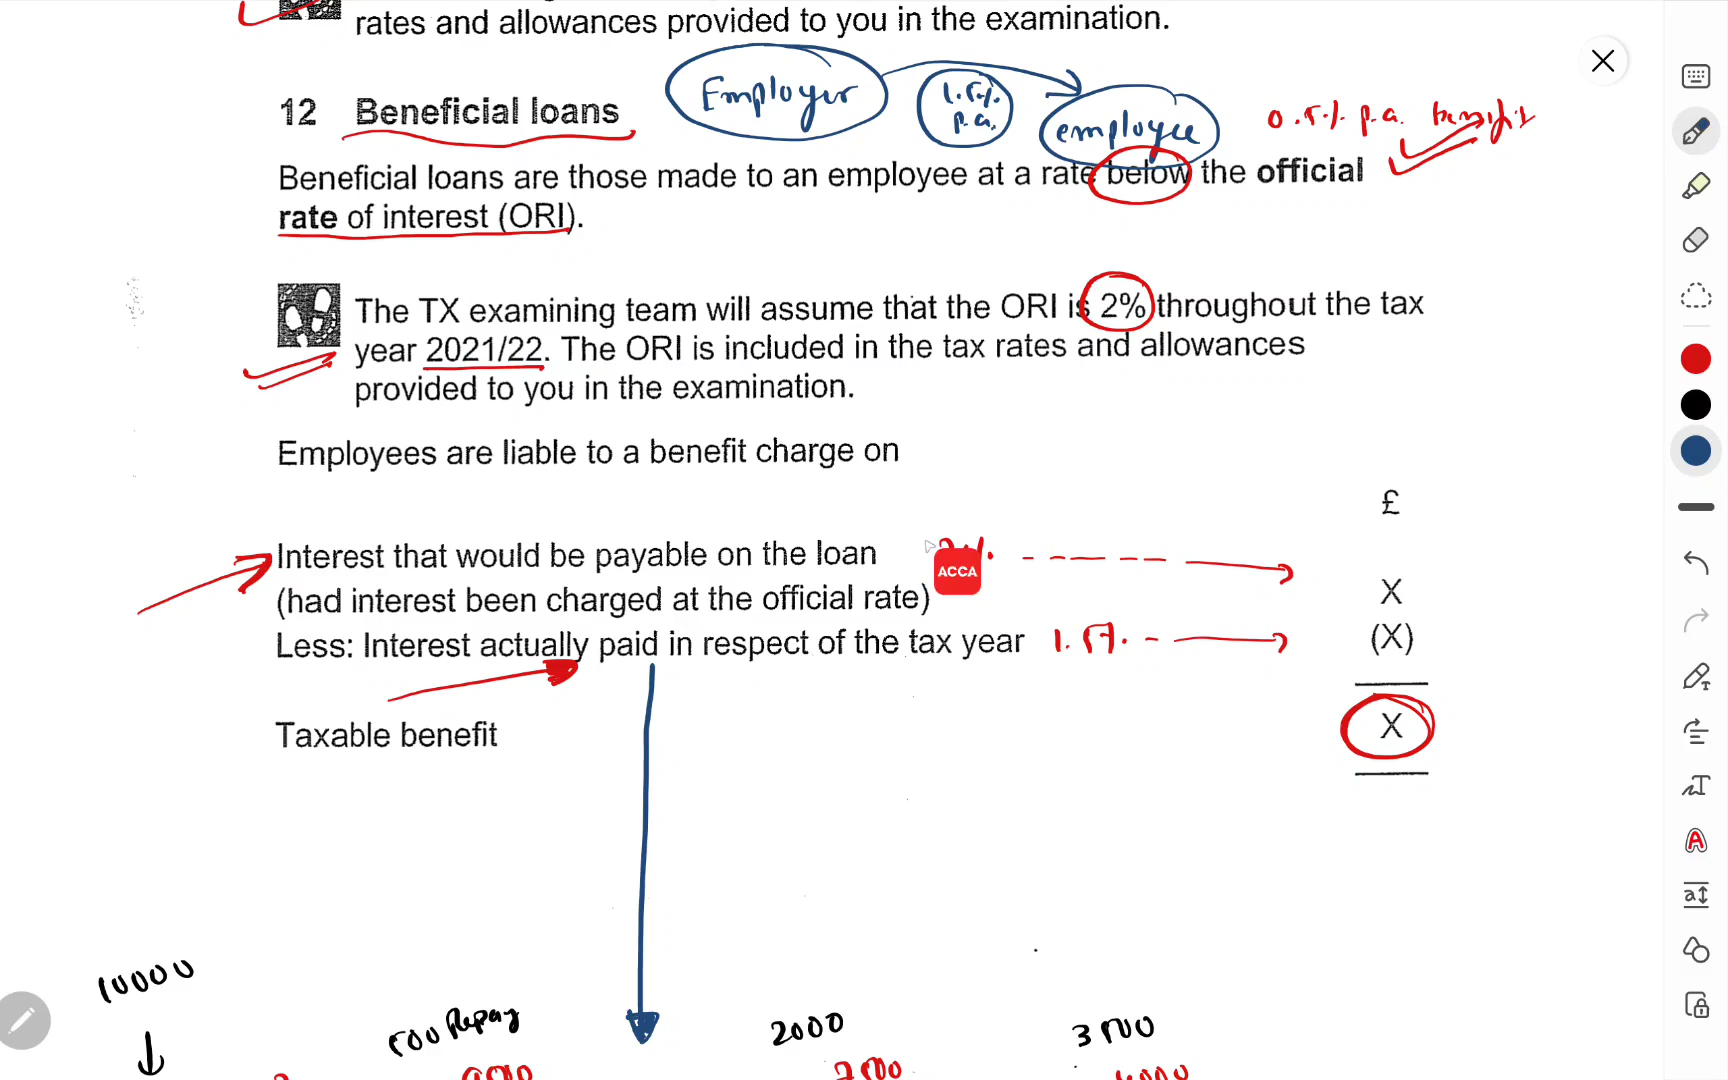 rates and allowances provided to you in the examination.
Employer
1.5%
p.a.
employee
0.5% p.a. benefit
12 Beneficial loans
Beneficial loans are those made to an employee at a rate below the official
rate of interest (ORI).
The TX examining team will assume that the ORI is 2% throughout the tax
year 2021/22. The ORI is included in the tax rates and allowances
provided to you in the examination.
Employees are liable to a benefit charge on
£
Interest that would be payable on the loan
ACCA
(had interest been charged at the official rate) X
Less: Interest actually paid in respect of the tax year 1.5% (X)
Taxable benefit X
10000
500 Repay
2000
3500